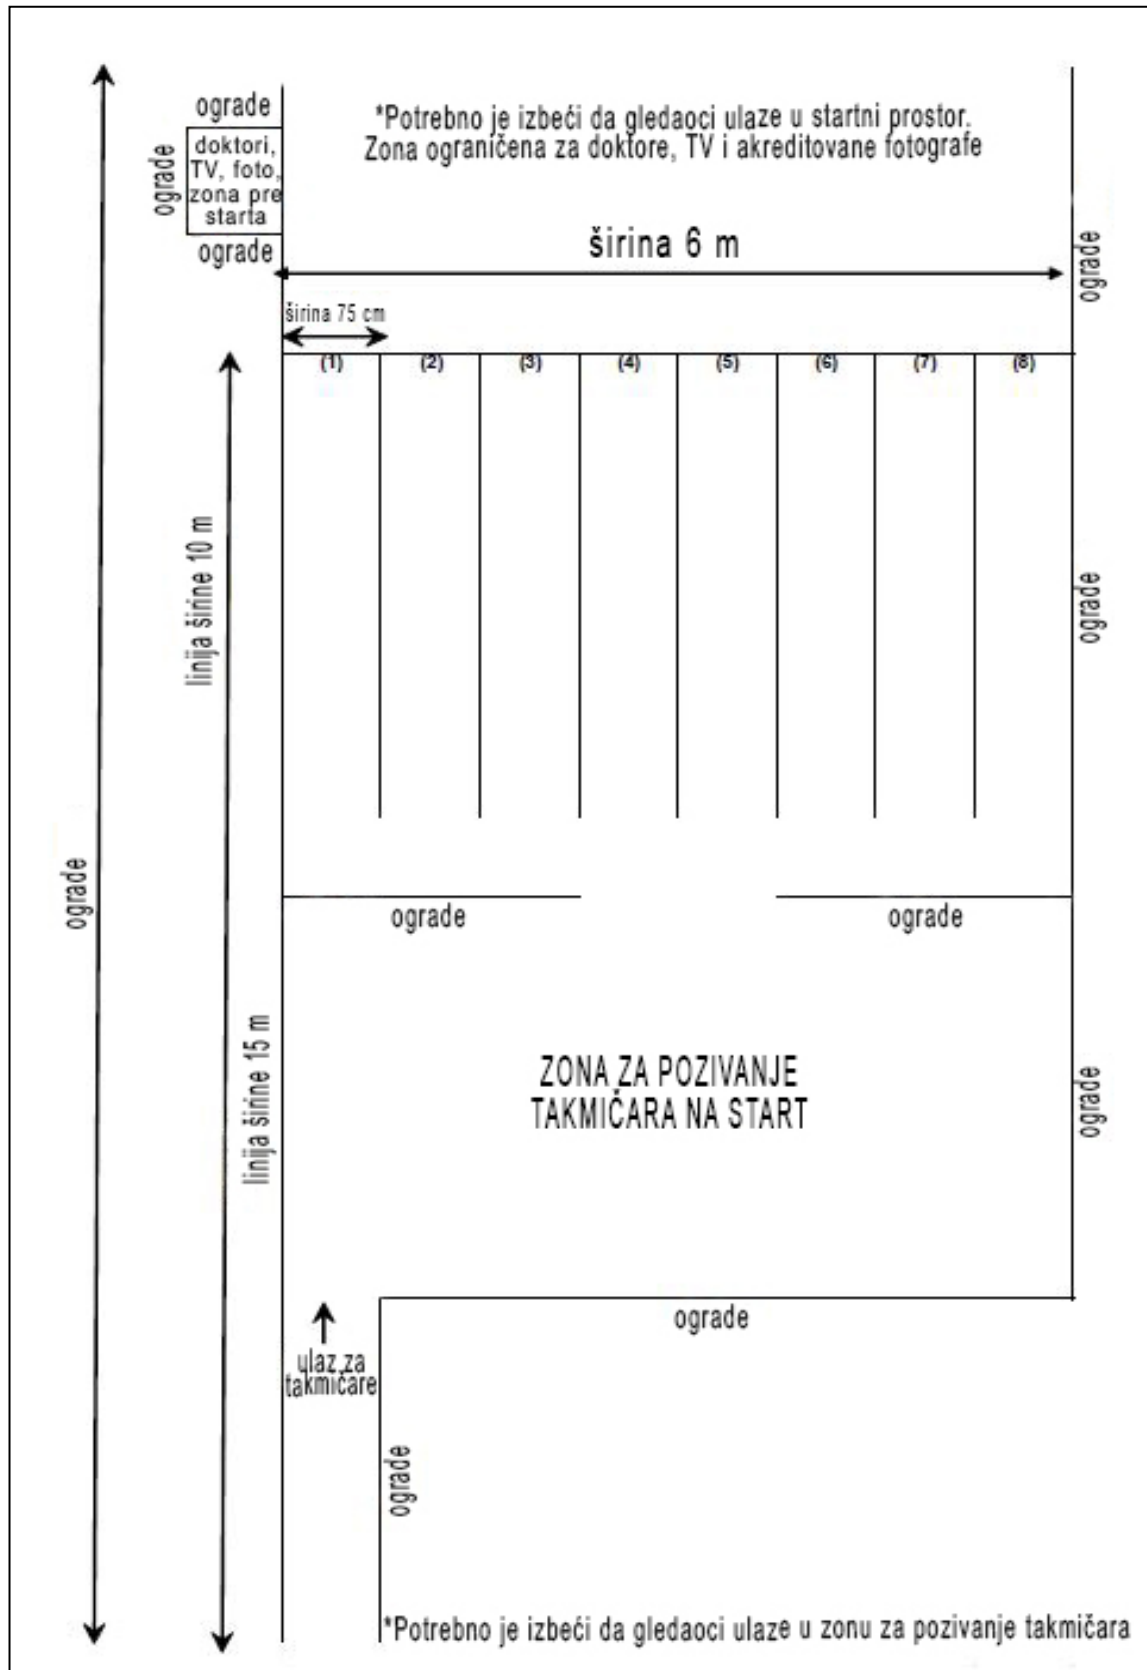 ograde
*Potrebno je izbeći da gledaoci ulaze u startni prostor.
Zona ograničena za doktore, TV i akreditovane fotografe
ograde
doktori,
TV, foto,
zona pre
starta
ograde
širina 6 m
ograde
širina 75 cm
(1) (2) (3) (4) (5) (6) (7) (8)
linija širine 10 m
ograde
ograde
ograde
ograde
linija širine 15 m
ZONA ZA POZIVANJE
TAKMIČARA NA START
ograde
ograde
ulaz za
takmičare
ograde
*Potrebno je izbeći da gledaoci ulaze u zonu za pozivanje takmičara